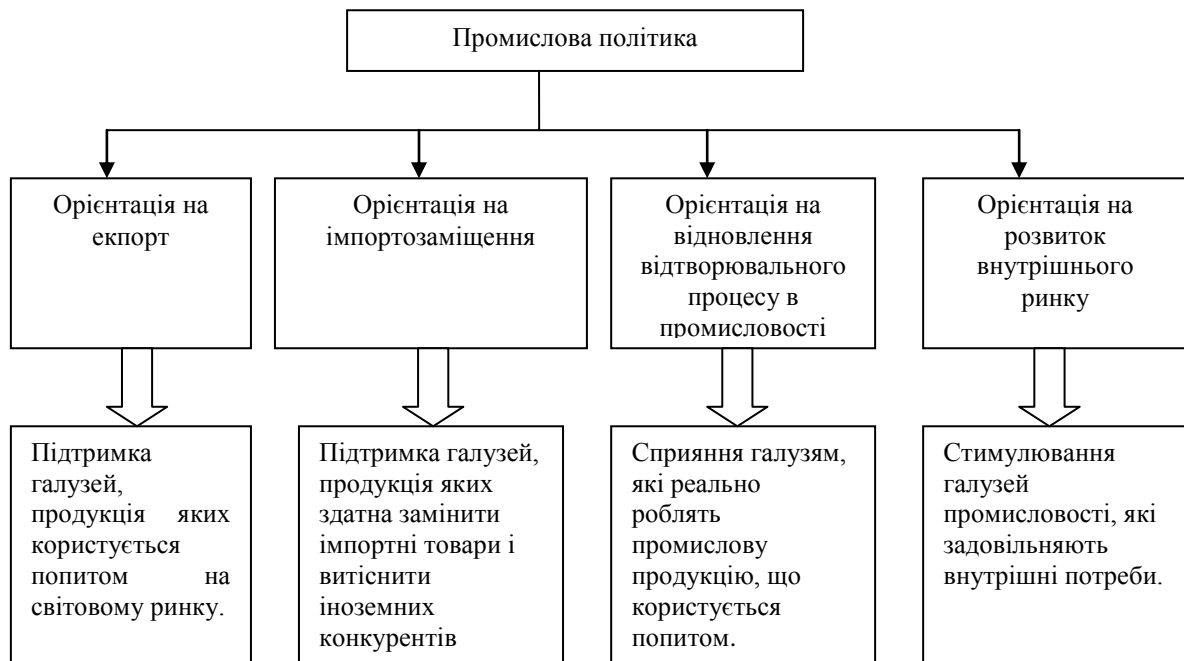 Промислова політика
Орієнтація на
екпорт
Орієнтація на
імпортозаміщення
Орієнтація на
відновлення
відтворювального
процесу в
промисловості
Орієнтація на
розвиток
внутрішнього
ринку
Підтримка
галузей,
продукція яких
користується
попитом на
світовому ринку.
Підтримка галузей,
продукція яких
здатна замінити
імпортні товари і
витіснити
іноземних
конкурентів
Сприяння галузям,
які реально
роблять
промислову
продукцію, що
користується
попитом.
Стимулювання
галузей
промисловості, які
задовільняють
внутрішні потреби.